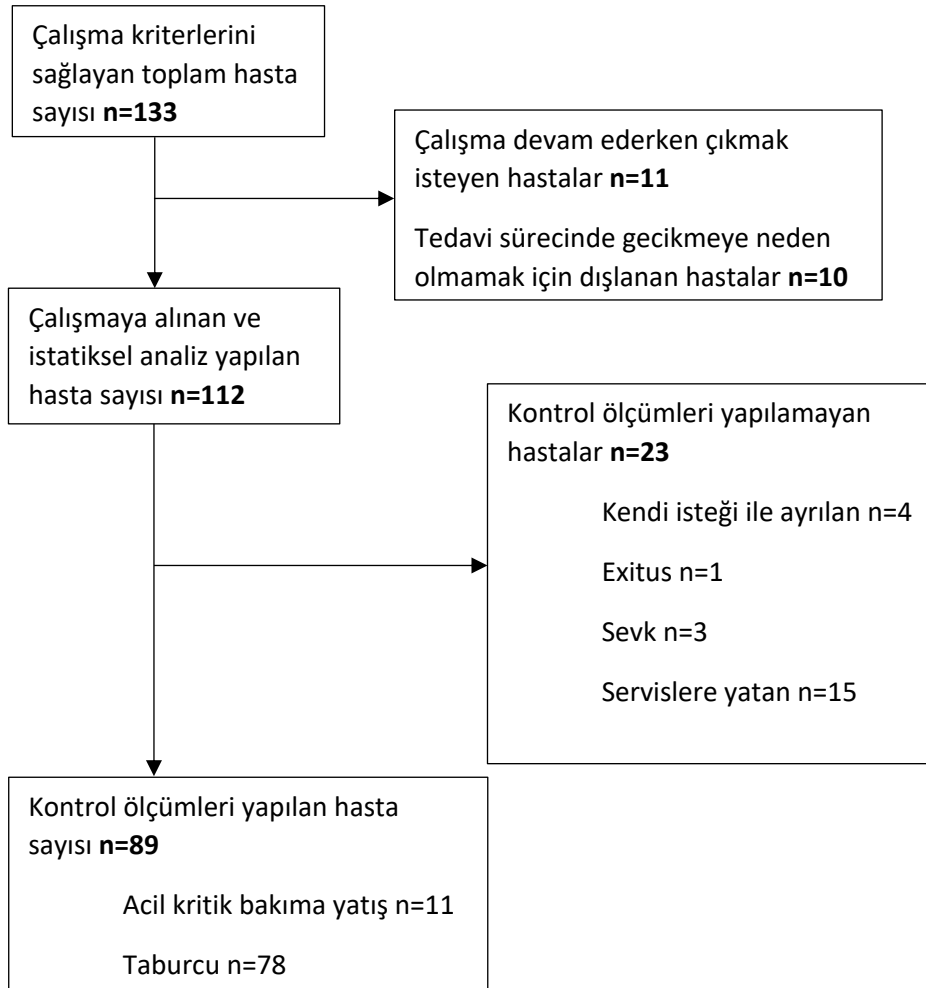 Çalışma kriterlerini
sağlayan toplam hasta
sayısı n=133
Çalışma devam ederken çıkmak
isteyen hastalar n=11
Tedavi sürecinde gecikmeye neden
olmamak için dışlanan hastalar n=10
Çalışmaya alınan ve
istatiksel analiz yapılan
hasta sayısı n=112
Kontrol ölçümleri yapılamayan
hastalar n=23
Kendi isteği ile ayrılan n=4
Exitus n=1
Sevk n=3
Servislere yatan n=15
Kontrol ölçümleri yapılan hasta
sayısı n=89
Acil kritik bakıma yatış n=11
Taburcu n=78